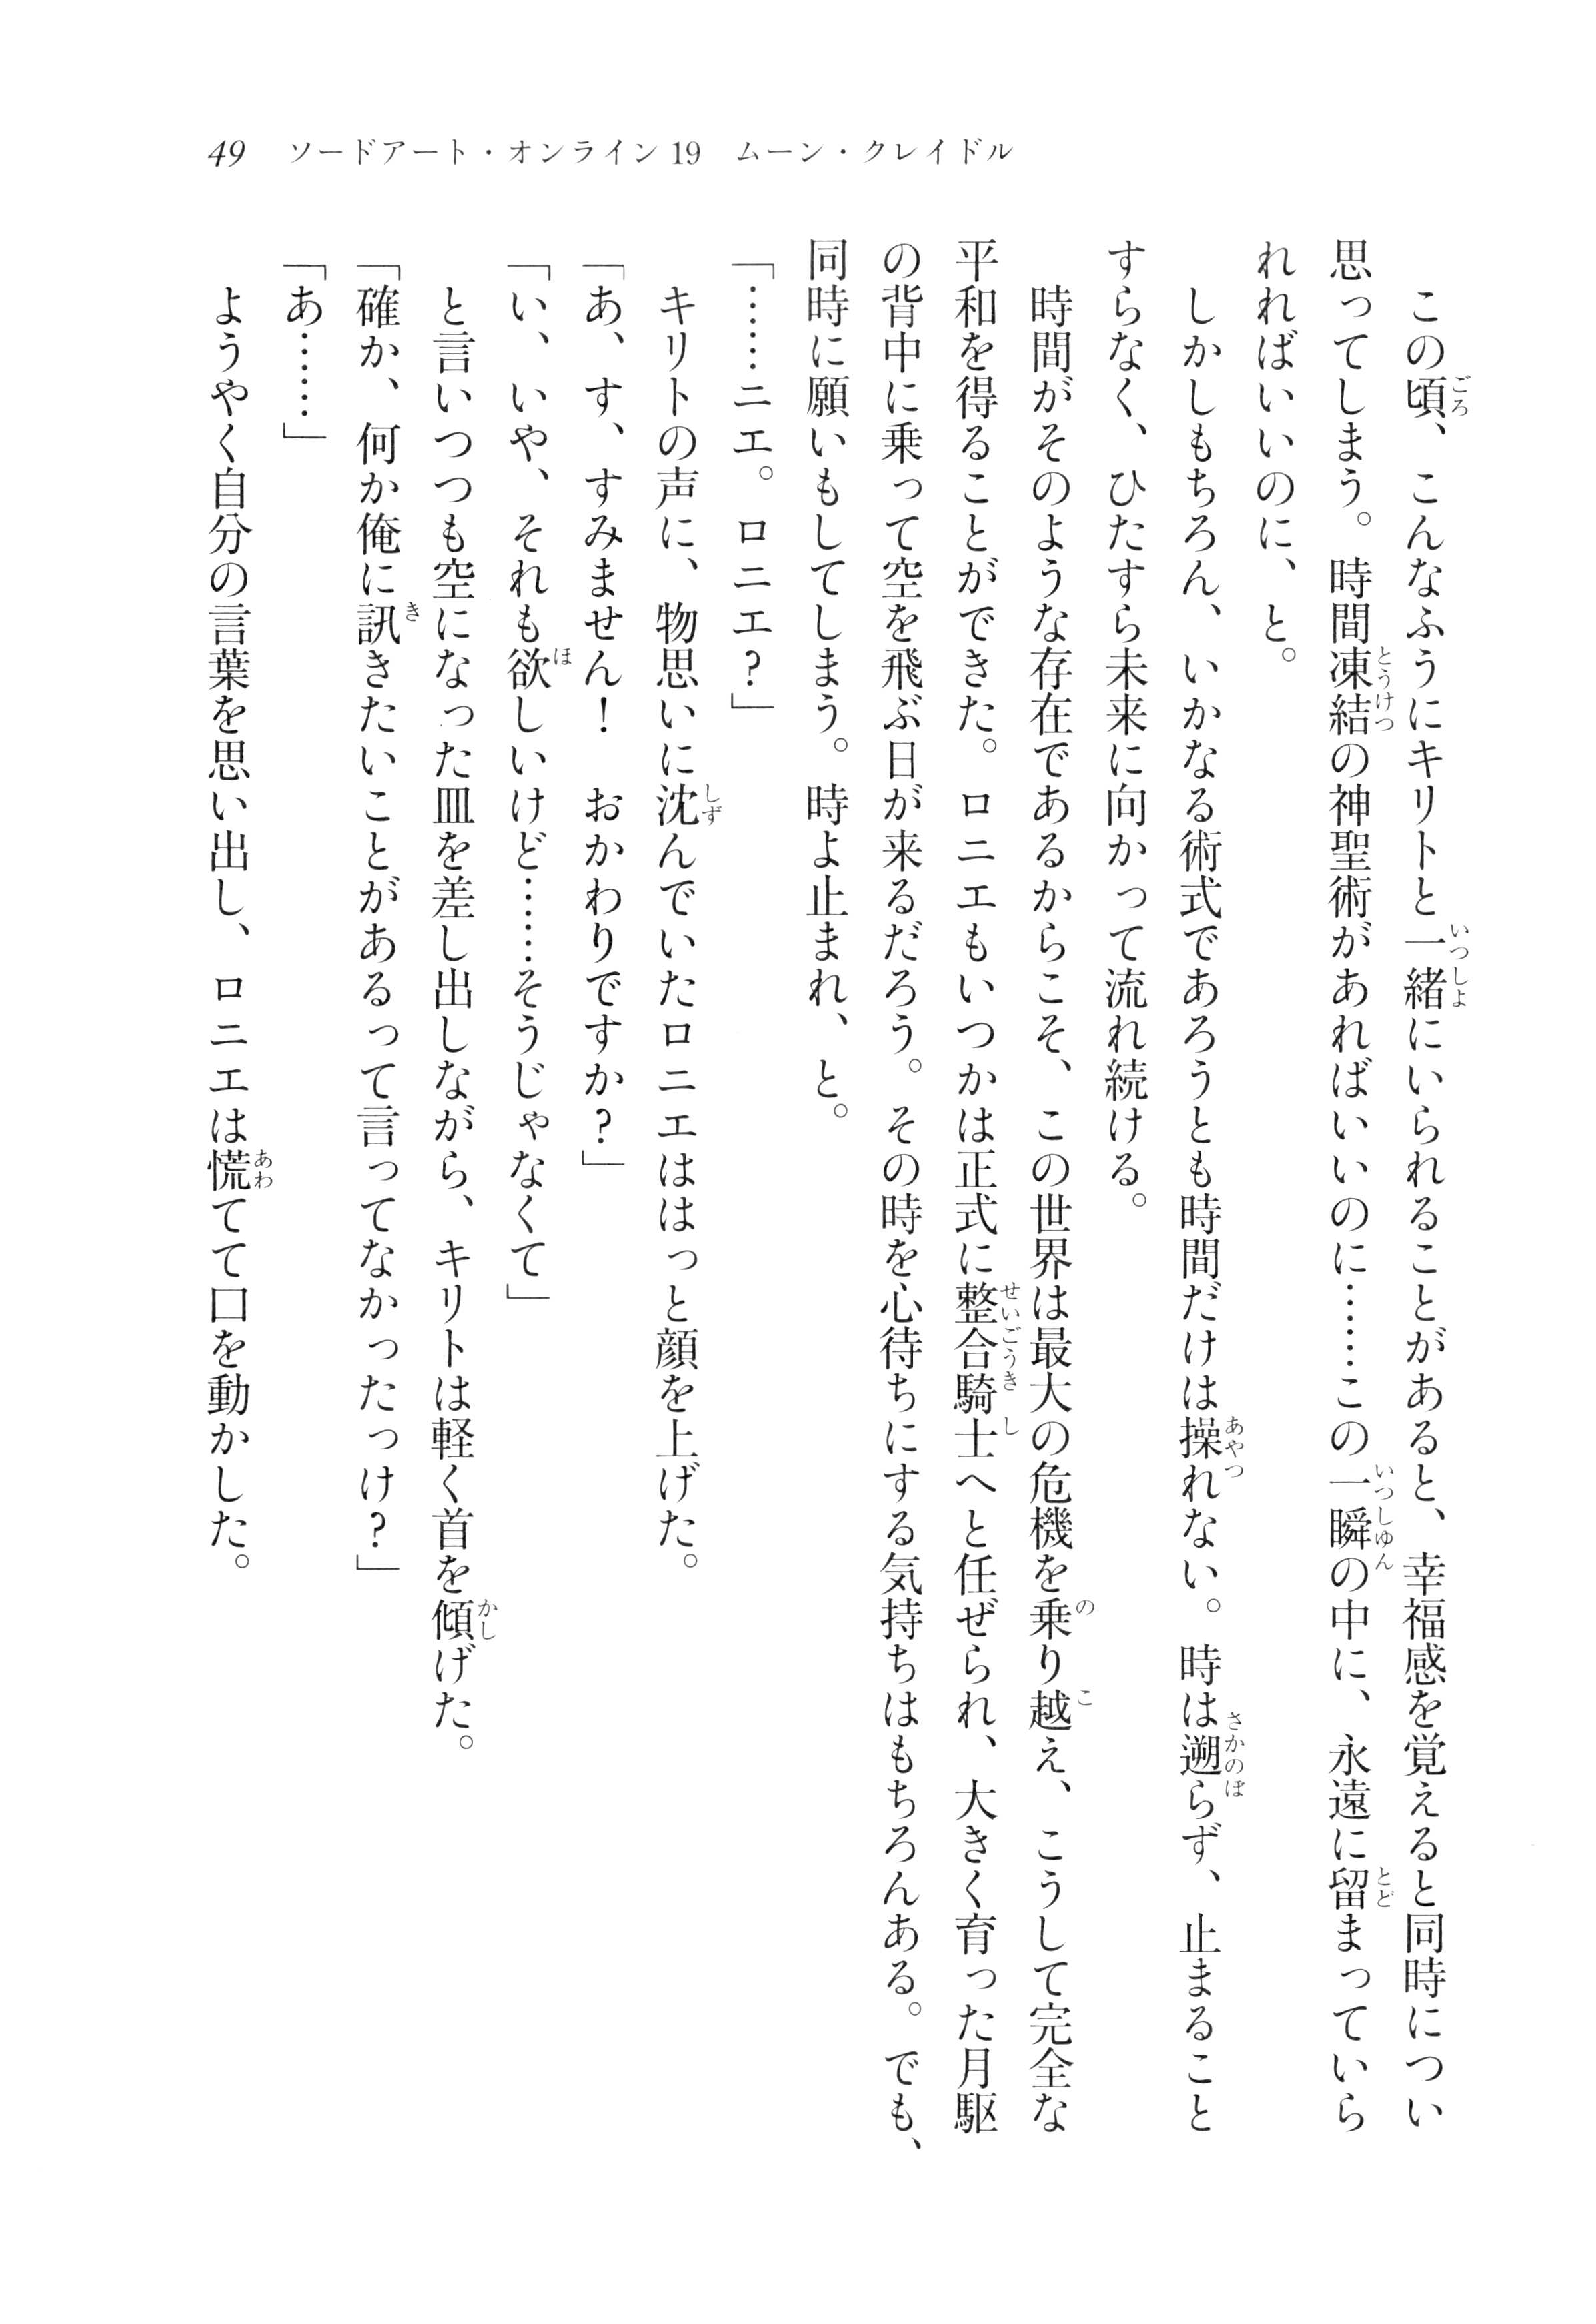 49 ソードアート・オンライン19 ムーン・クレイドル
　この頃、こんなふうにキリトと一緒にいられることがあると、幸福感を覚えると同時につい
思ってしまう。時間凍結の神聖術があればいいのに……この一瞬の中に、永遠に留まっていら
れればいいのに、と。
　しかしもちろん、いかなる術式であろうとも時間だけは操れない。時は遡らず、止まること
すらなく、ひたすら未来に向かって流れ続ける。
　時間がそのような存在であるからこそ、この世界は最大の危機を乗り越え、こうして完全な
平和を得ることができた。ロニエもいつかは正式に整合騎士へと任ぜられ、大きく育った月駆
の背中に乗って空を飛ぶ日が来るだろう。その時を心待ちにする気持ちはもちろんある。でも、
同時に願いもしてしまう。時よ止まれ、と。
「……ニエ。ロニエ？」
　キリトの声に、物思いに沈んでいたロニエははっと顔を上げた。
「あ、す、すみません！　おかわりですか？」
「い、いや、それも欲しいけど……そうじゃなくて」
　と言いつつも空になった皿を差し出しながら、キリトは軽く首を傾げた。
「確か、何か俺に訊きたいことがあるって言ってなかったっけ？」
「あ……」
　ようやく自分の言葉を思い出し、ロニエは慌てて口を動かした。